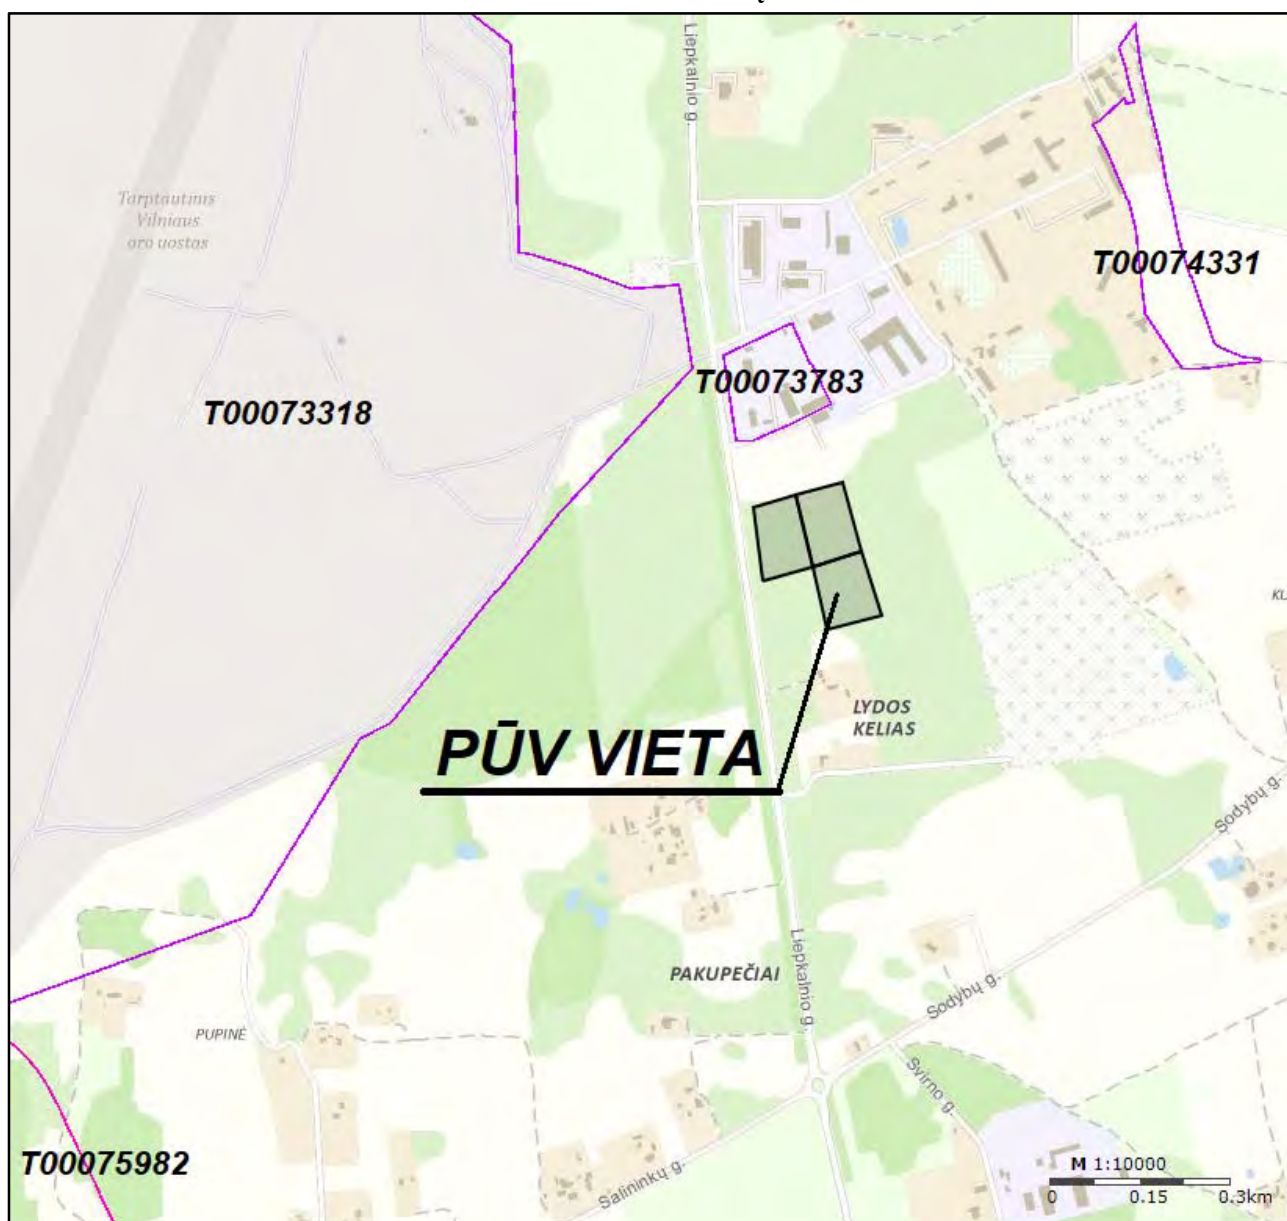 Liepkalnio g.
Tarptautinis
Vilniaus
oro uostas
T00074331
T00073783
T00073318
LYDOS
KELIAS
PŪV VIETA
Sodybų g.
Liepkalnio g.
PAKUPEČIAI
Sodybų g.
PUPINĖ
Svirno g.
T00075982
Salininkų g.
M 1:10000
0 0.15 0.3km